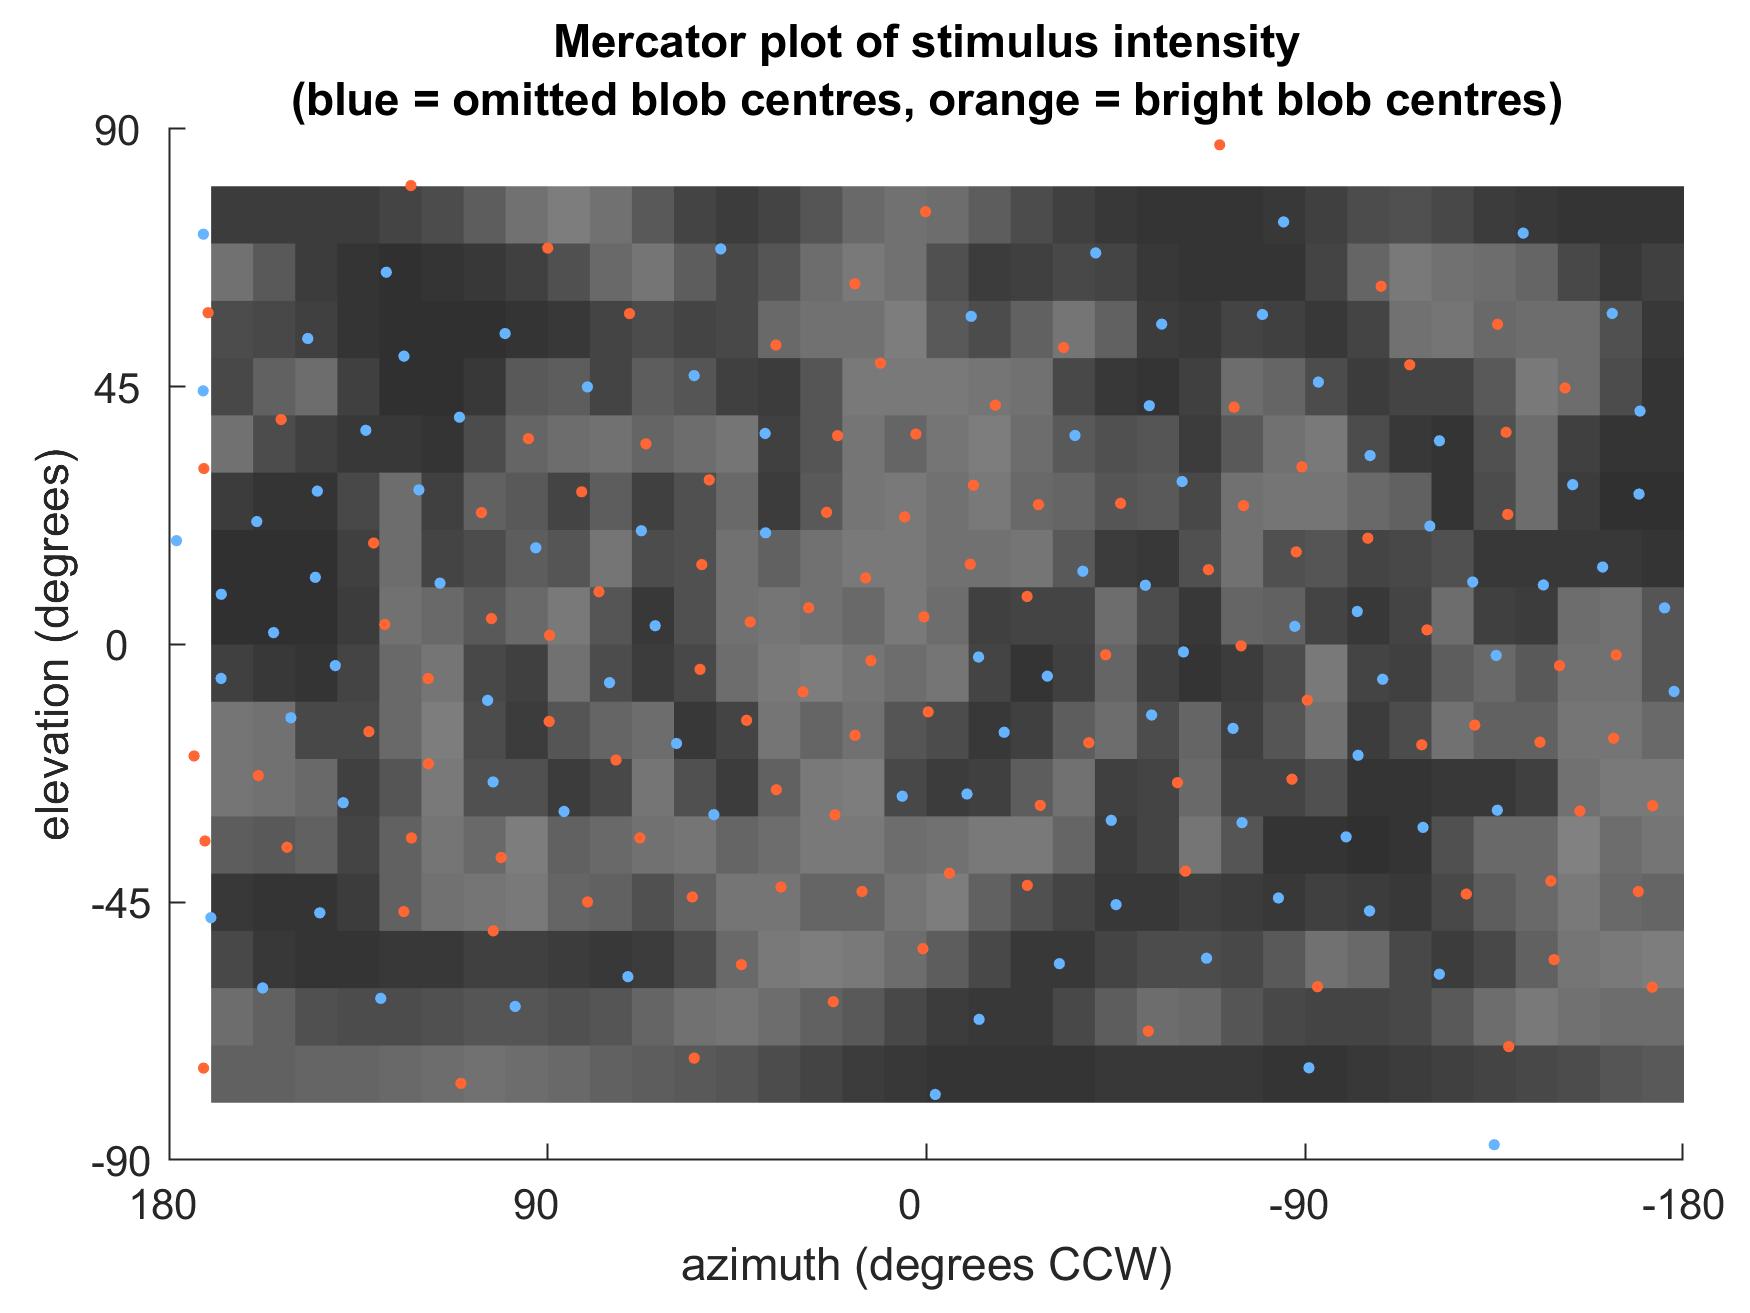 Mercator plot of stimulus intensity
(blue = omitted blob centres, orange = bright blob centres)
90
45
0
-45
-90
elevation (degrees)
180 90 0 -90 -180
azimuth (degrees CCW)